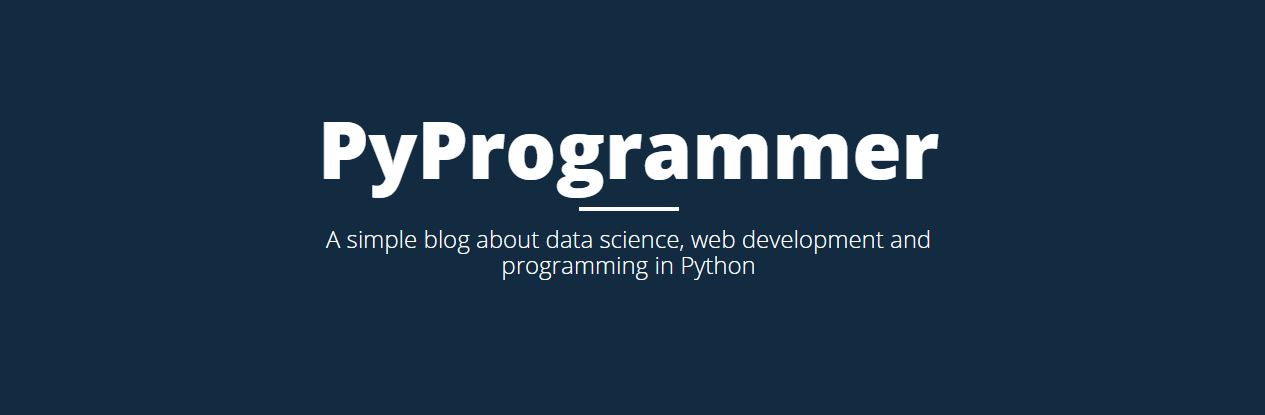 PyProgrammer
A simple blog about data science, web development and
programming in Python